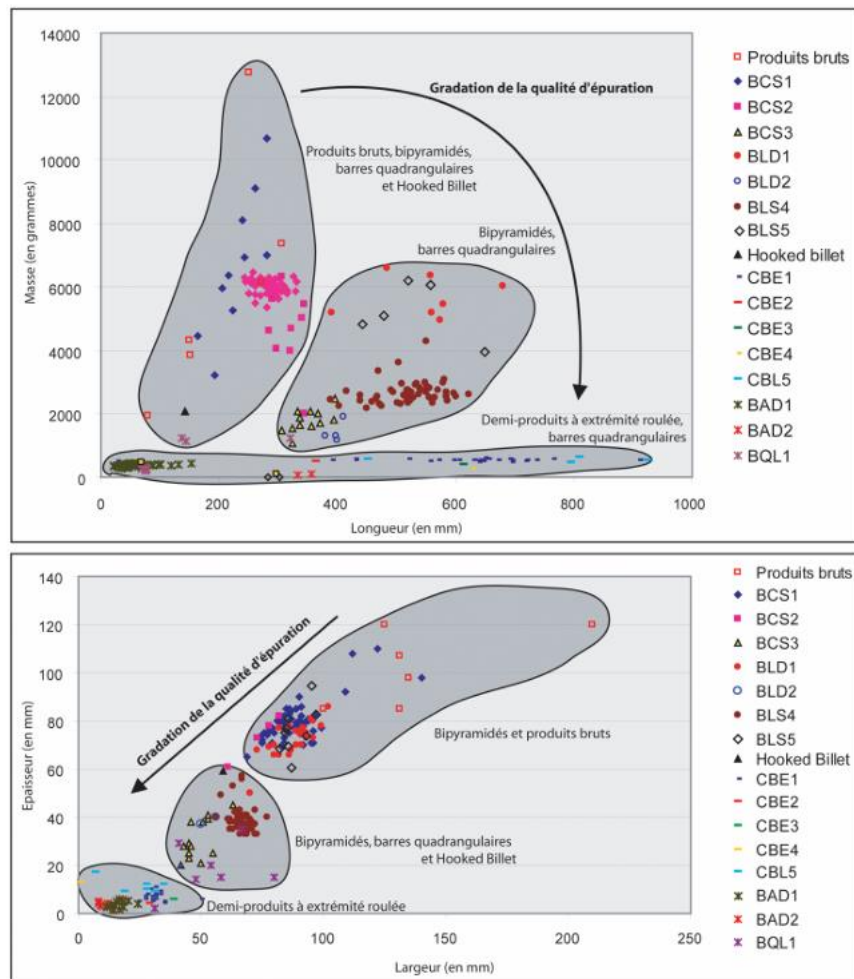 14000
12000
10000
8000
6000
4000
2000
0
Masse (en grammes)
0 200 400 600 800 1000
Longueur (en mm)
Gradation de la qualité d'épuration
Produits bruts, bipyramidés,
barres quadrangulaires
et Hooked Billet
Bipyramidés,
barres quadrangulaires
Demi-produits à extrémité roulée,
barres quadrangulaires
Produits bruts
BCS1
BCS2
BCS3
BLD1
BLD2
BLS4
BLS5
Hooked billet
CBE1
CBE2
CBE3
CBE4
CBL5
BAD1
BAD2
BQL1
140
120
100
80
60
40
20
0
Epaisseur (en mm)
0 50 100 150 200 250
Largeur (en mm)
Gradation de la qualité d'épuration
Bipyramidés et produits bruts
Bipyramidés, barres quadrangulaires
et Hooked Billet
Demi-produits à extrémité roulée
Produits bruts
BCS1
BCS2
BCS3
BLD1
BLD2
BLS4
BLS5
Hooked Billet
CBE1
CBE2
CBE3
CBE4
CBL5
BAD1
BAD2
BQL1